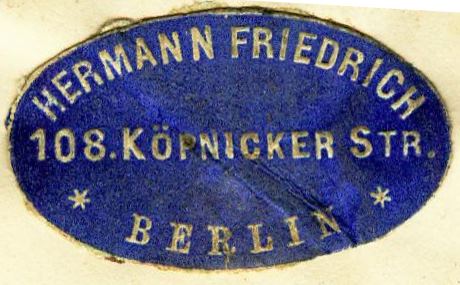 HERMANN FRIEDRICH
108. KÖPNICKER STR.
* BERLIN *